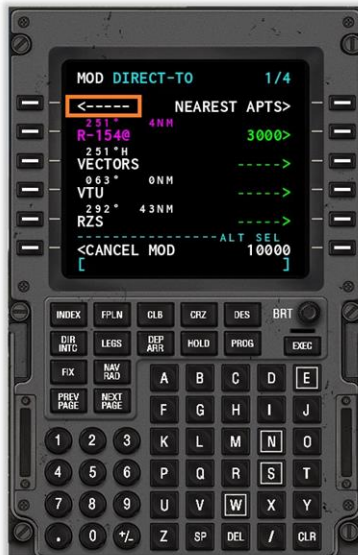 MOD DIRECT-TO 1/4
<----- NEAREST APTS>
251° 4NM
R-154@ 3000>
251°H
VECTORS ----->
063° 0NM
VTU ----->
292° 43NM
RZS ----->
----------------ALT SEL
<CANCEL MOD 10000
[ ]
INDEX FPLN CLB CRZ DES BRT
DIR INTC LEGS DEP ARR HOLD PROG EXEC
FIX NAV RAD
A B C D E
PREV PAGE NEXT PAGE
F G H I J
1 2 3 K L M N O
4 5 6 P Q R S T
7 8 9 U V W X Y
. 0 +/- Z SP DEL / CLR